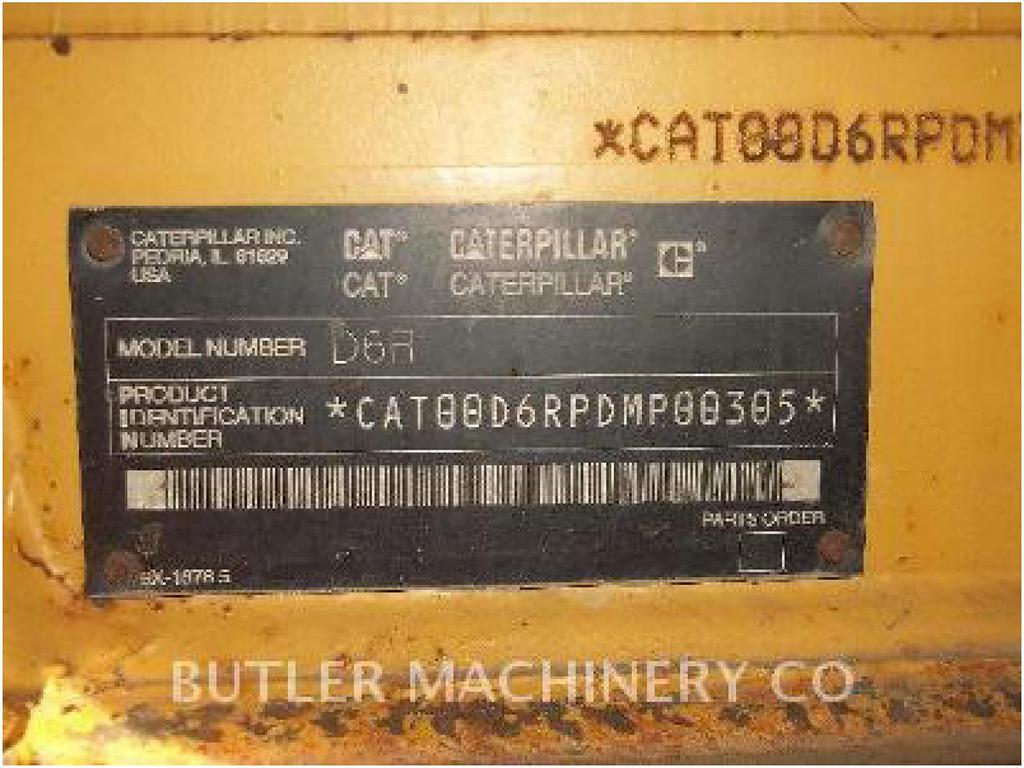 *CAT00D6RPDM
CATERPILLAR INC.
PEORIA, IL 61629
USA
CAT® CATERPILLAR® C®
CAT® CATERPILLAR®
MODEL NUMBER D6R
PRODUCT
IDENTIFICATION
NUMBER
*CAT00D6RPDMP00305*
PARTS ORDER
BUTLER MACHINERY CO